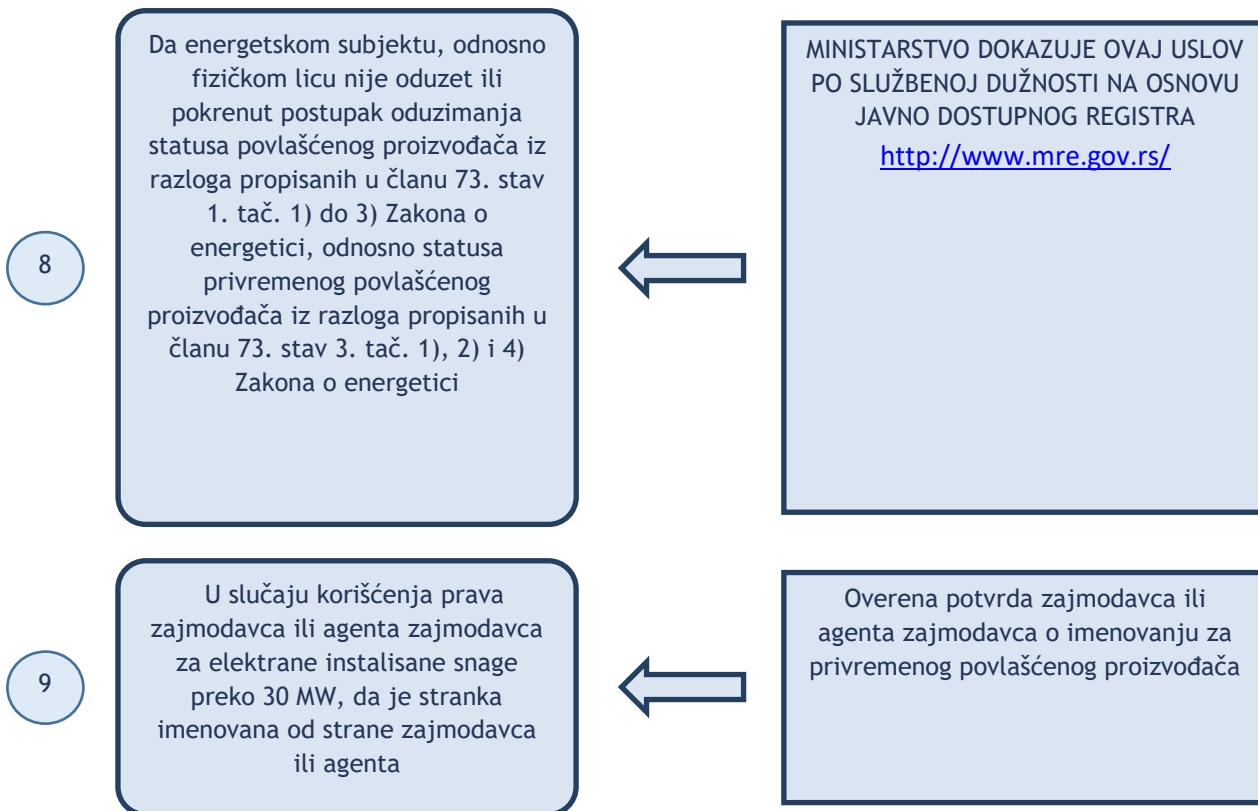 8
Da energetskom subjektu, odnosno
fizičkom licu nije oduzet ili
pokrenut postupak oduzimanja
statusa povlašćenog proizvođača iz
razloga propisanih u članu 73. stav
1. tač. 1) do 3) Zakona o
energetici, odnosno statusa
privremenog povlašćenog
proizvođača iz razloga propisanih u
članu 73. stav 3. tač. 1), 2) i 4)
Zakona o energetici
MINISTARSTVO DOKAZUJE OVAJ USLOV
PO SLUŽBENOJ DUŽNOSTI NA OSNOVU
JAVNO DOSTUPNOG REGISTRA
http://www.mre.gov.rs/
9
U slučaju korišćenja prava
zajmodavca ili agenta zajmodavca
za elektrane instalisane snage
preko 30 MW, da je stranka
imenovana od strane zajmodavca
ili agenta
Overena potvrda zajmodavca ili
agenta zajmodavca o imenovanju za
privremenog povlašćenog proizvođača